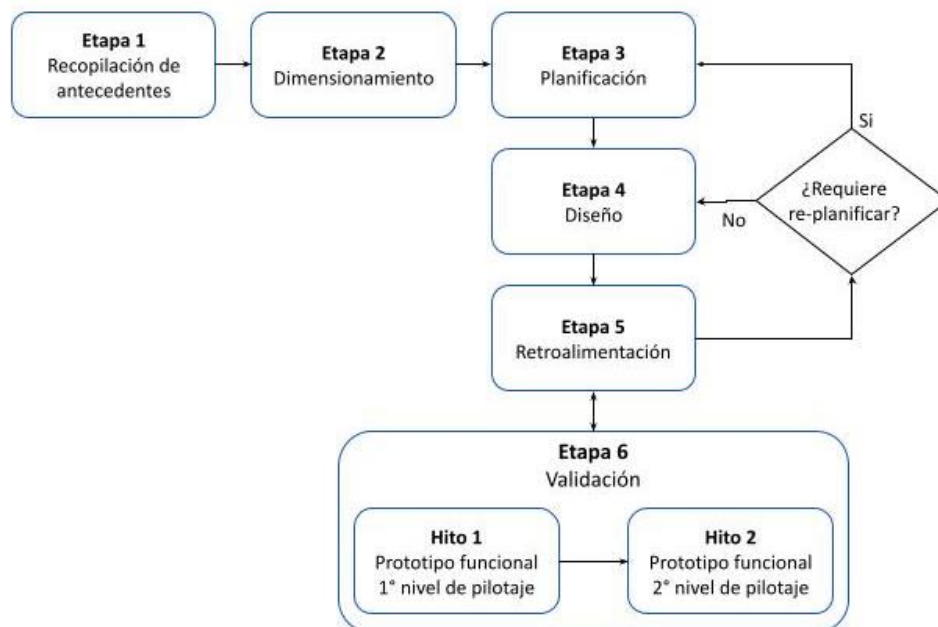 Etapa 1
Recopilación de
antecedentes
Etapa 2
Dimensionamiento
Etapa 3
Planificación
Si
¿Requiere
re-planificar?
No
Etapa 4
Diseño
Etapa 5
Retroalimentación
Etapa 6
Validación
Hito 1
Prototipo funcional
1° nivel de pilotaje
Hito 2
Prototipo funcional
2° nivel de pilotaje